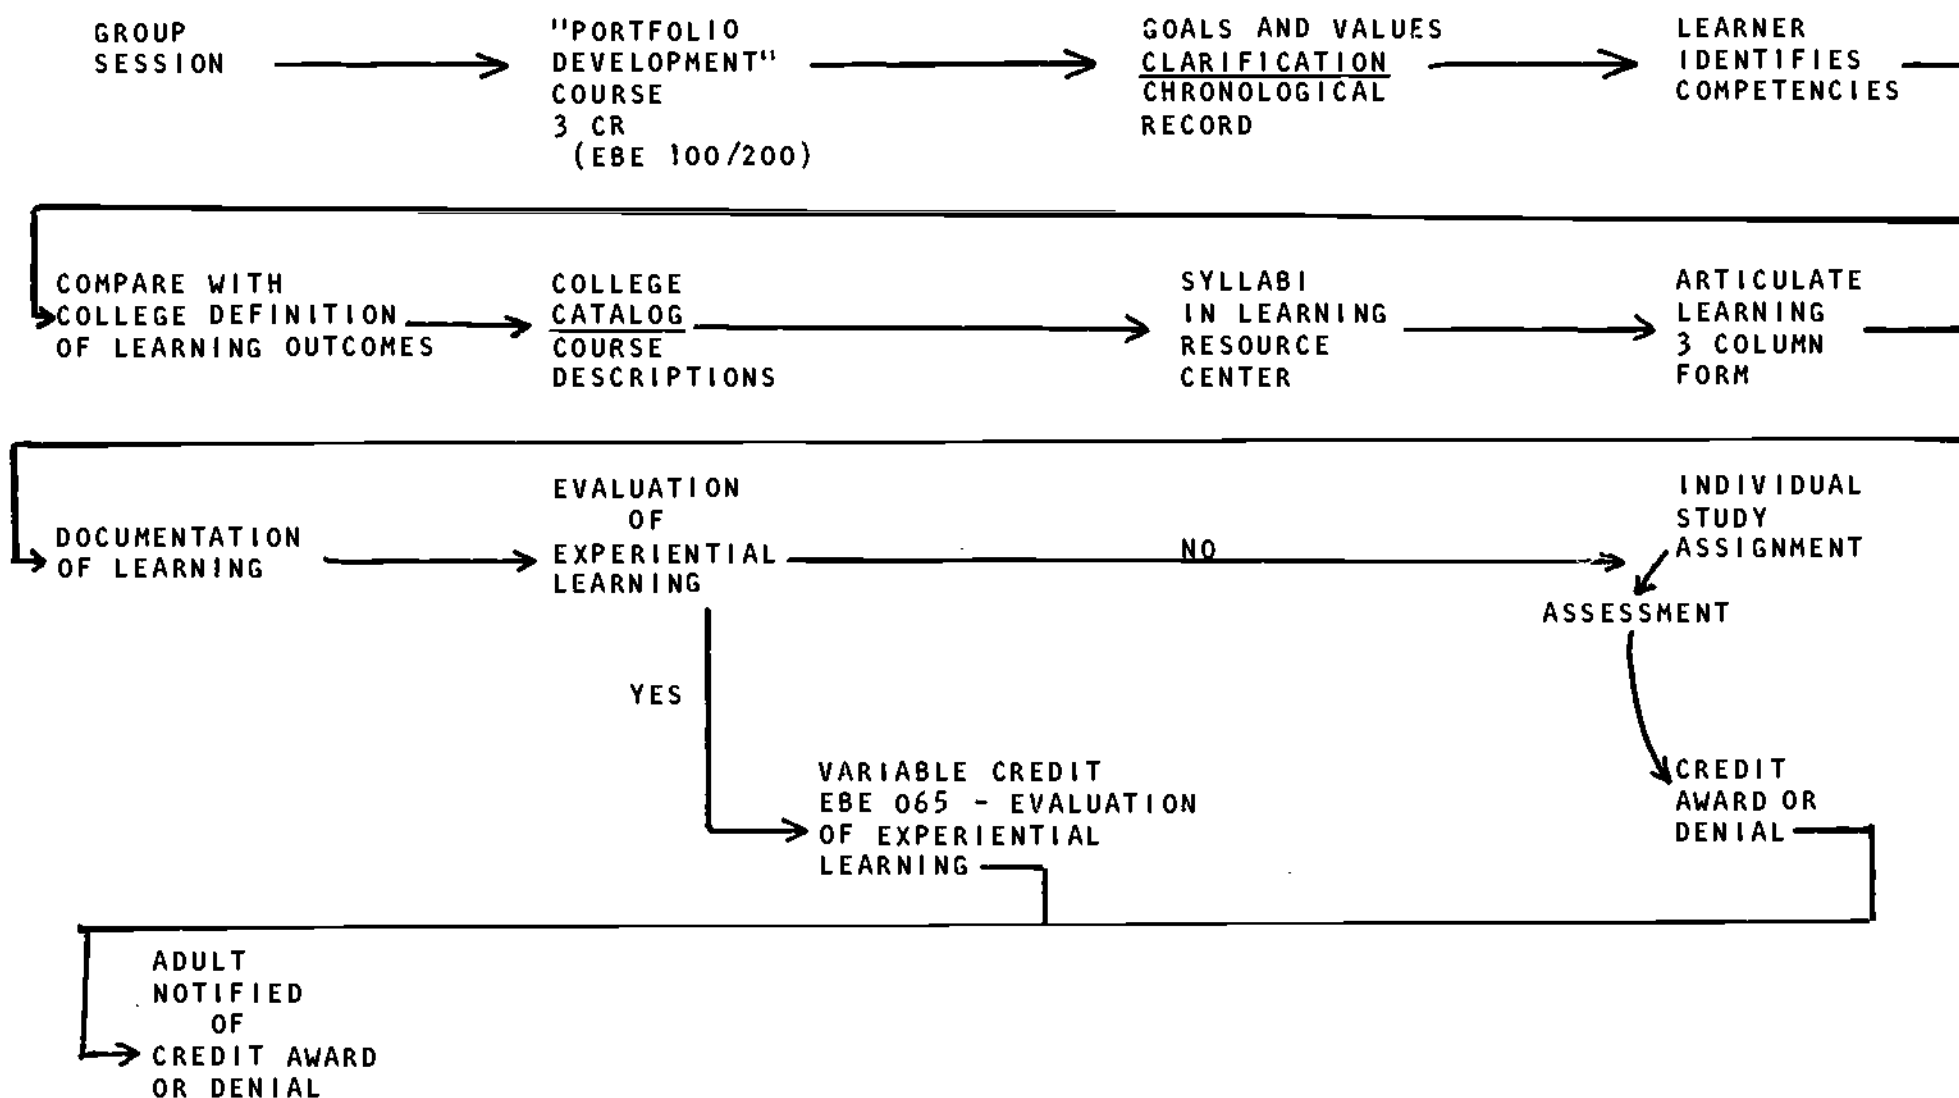 GROUP
SESSION
"PORTFOLIO
DEVELOPMENT"
COURSE
3 CR
(EBE 100/200)
GOALS AND VALUES
CLARIFICATION
CHRONOLOGICAL
RECORD
LEARNER
IDENTIFIES
COMPETENCIES
COMPARE WITH
COLLEGE DEFINITION
OF LEARNING OUTCOMES
COLLEGE
CATALOG
COURSE
DESCRIPTIONS
SYLLABI
IN LEARNING
RESOURCE
CENTER
ARTICULATE
LEARNING
3 COLUMN
FORM
DOCUMENTATION
OF LEARNING
EVALUATION
OF
EXPERIENTIAL
LEARNING
NO
INDIVIDUAL
STUDY
ASSIGNMENT
ASSESSMENT
YES
VARIABLE CREDIT
EBE 065 - EVALUATION
OF EXPERIENTIAL
LEARNING
CREDIT
AWARD OR
DENIAL
ADULT
NOTIFIED
OF
CREDIT AWARD
OR DENIAL